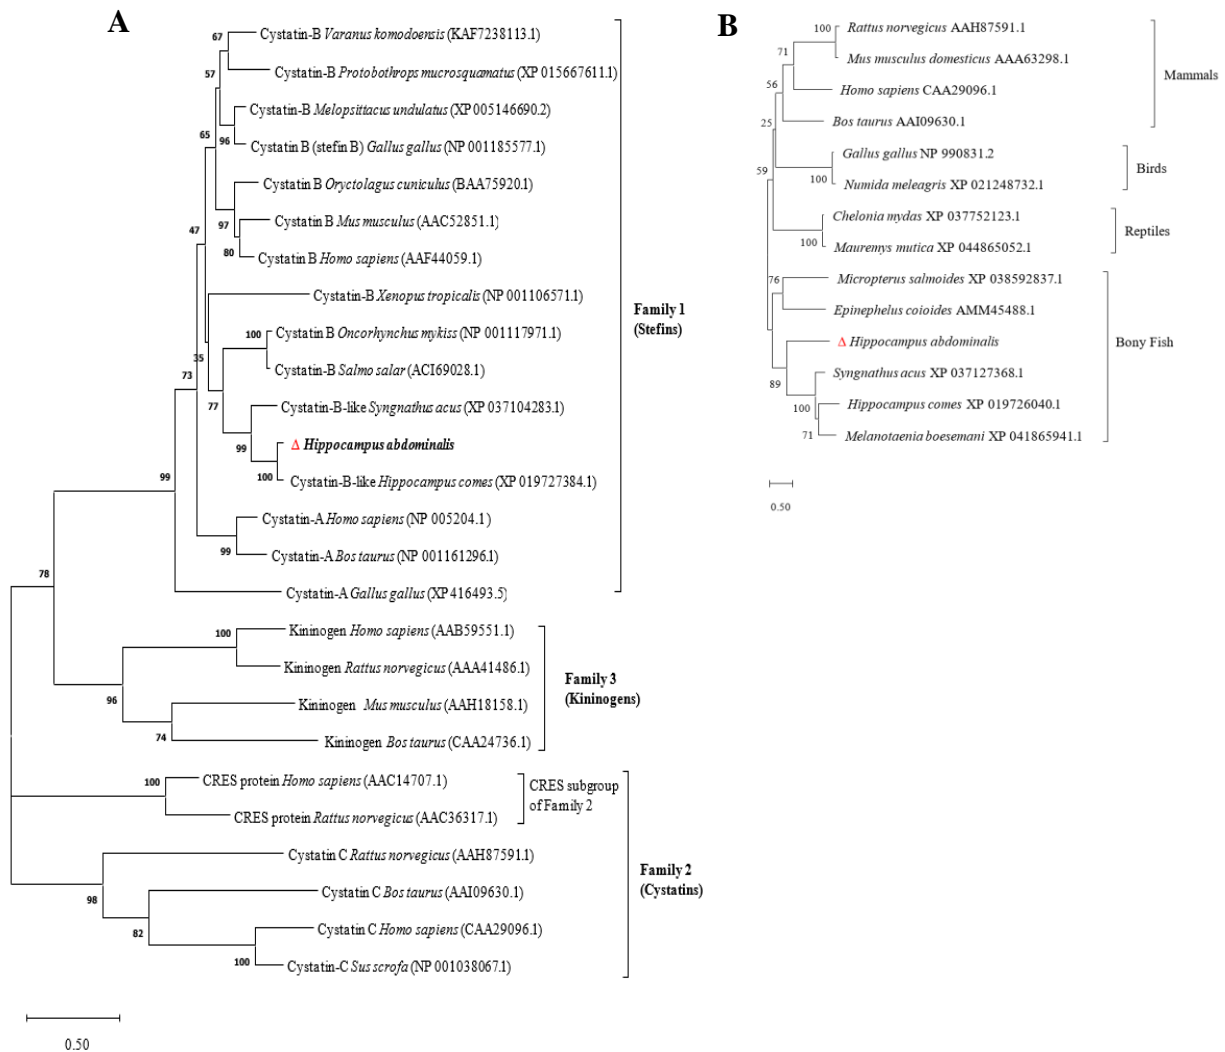 A
67
Cystatin-B Varanus komodoensis (KAF7238113.1)
57
Cystatin-B Protobothrops mucrosquamatus (XP 015667611.1)
Cystatin-B Melopsittacus undulatus (XP 005146690.2)
65
96
Cystatin B (stefin B) Gallus gallus (NP 001185577.1)
Cystatin B Oryctolagus cuniculus (BAA75920.1)
97
Cystatin B Mus musculus (AAC52851.1)
47
80
Cystatin B Homo sapiens (AAF44059.1)
Cystatin-B Xenopus tropicalis (NP 001106571.1)
Family 1
(Stefins)
100
Cystatin B Oncorhynchus mykiss (NP 001117971.1)
35
73
Cystatin-B Salmo salar (ACI69028.1)
77
Cystatin-B-like Syngnathus acus (XP 037104283.1)
99
Δ Hippocampus abdominalis
99
100
Cystatin-B-like Hippocampus comes (XP 019727384.1)
Cystatin-A Homo sapiens (NP 005204.1)
99
Cystatin-A Bos taurus (NP 001161296.1)
78
Cystatin-A Gallus gallus (XP 416493.5)
100
Kininogen Homo sapiens (AAB59551.1)
Kininogen Rattus norvegicus (AAA41486.1)
Family 3
(Kininogens)
96
Kininogen Mus musculus (AAH18158.1)
74
Kininogen Bos taurus (CAA24736.1)
100
CRES protein Homo sapiens (AAC14707.1)
CRES subgroup
of Family 2
CRES protein Rattus norvegicus (AAC36317.1)
Cystatin C Rattus norvegicus (AAH87591.1)
Family 2
(Cystatins)
98
Cystatin C Bos taurus (AAI09630.1)
82
Cystatin C Homo sapiens (CAA29096.1)
100
Cystatin-C Sus scrofa (NP 001038067.1)
0.50
B
100
Rattus norvegicus AAH87591.1
71
Mus musculus domesticus AAA63298.1
Mammals
56
Homo sapiens CAA29096.1
25
Bos taurus AAI09630.1
Gallus gallus NP 990831.2
Birds
59
100
Numida meleagris XP 021248732.1
Chelonia mydas XP 037752123.1
Reptiles
100
Mauremys mutica XP 044865052.1
76
Micropterus salmoides XP 038592837.1
Epinephelus coioides AMM45488.1
Δ Hippocampus abdominalis
Bony Fish
89
Syngnathus acus XP 037127368.1
100
Hippocampus comes XP 019726040.1
71
Melanotaenia boesemani XP 041865941.1
0.50